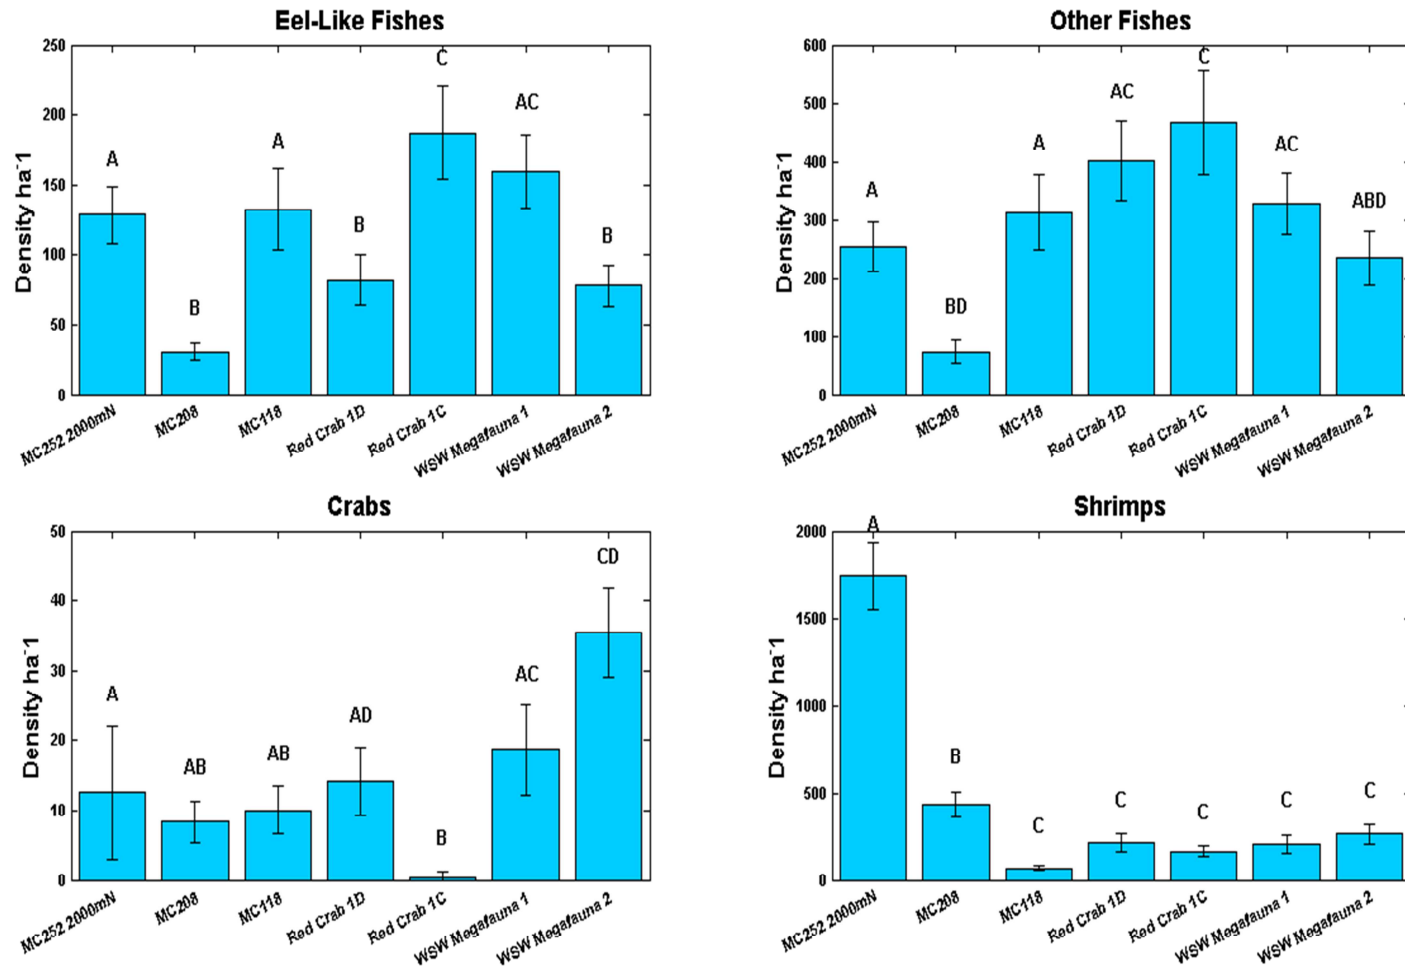 Eel-Like Fishes
Density ha-1
250
200
150
100
50
0
A
B
A
B
C
AC
B
MC252 2000mN
MC208
MC118
Red Crab 1D
Red Crab 1C
WSW Megafauna 1
WSW Megafauna 2
Other Fishes
Density ha-1
600
500
400
300
200
100
0
A
BD
A
AC
C
AC
ABD
MC252 2000mN
MC208
MC118
Red Crab 1D
Red Crab 1C
WSW Megafauna 1
WSW Megafauna 2
Crabs
Density ha-1
50
40
30
20
10
0
A
AB
AB
AD
B
AC
CD
MC252 2000mN
MC208
MC118
Red Crab 1D
Red Crab 1C
WSW Megafauna 1
WSW Megafauna 2
Shrimps
Density ha-1
2000
1500
1000
500
0
A
B
C
C
C
C
C
MC252 2000mN
MC208
MC118
Red Crab 1D
Red Crab 1C
WSW Megafauna 1
WSW Megafauna 2